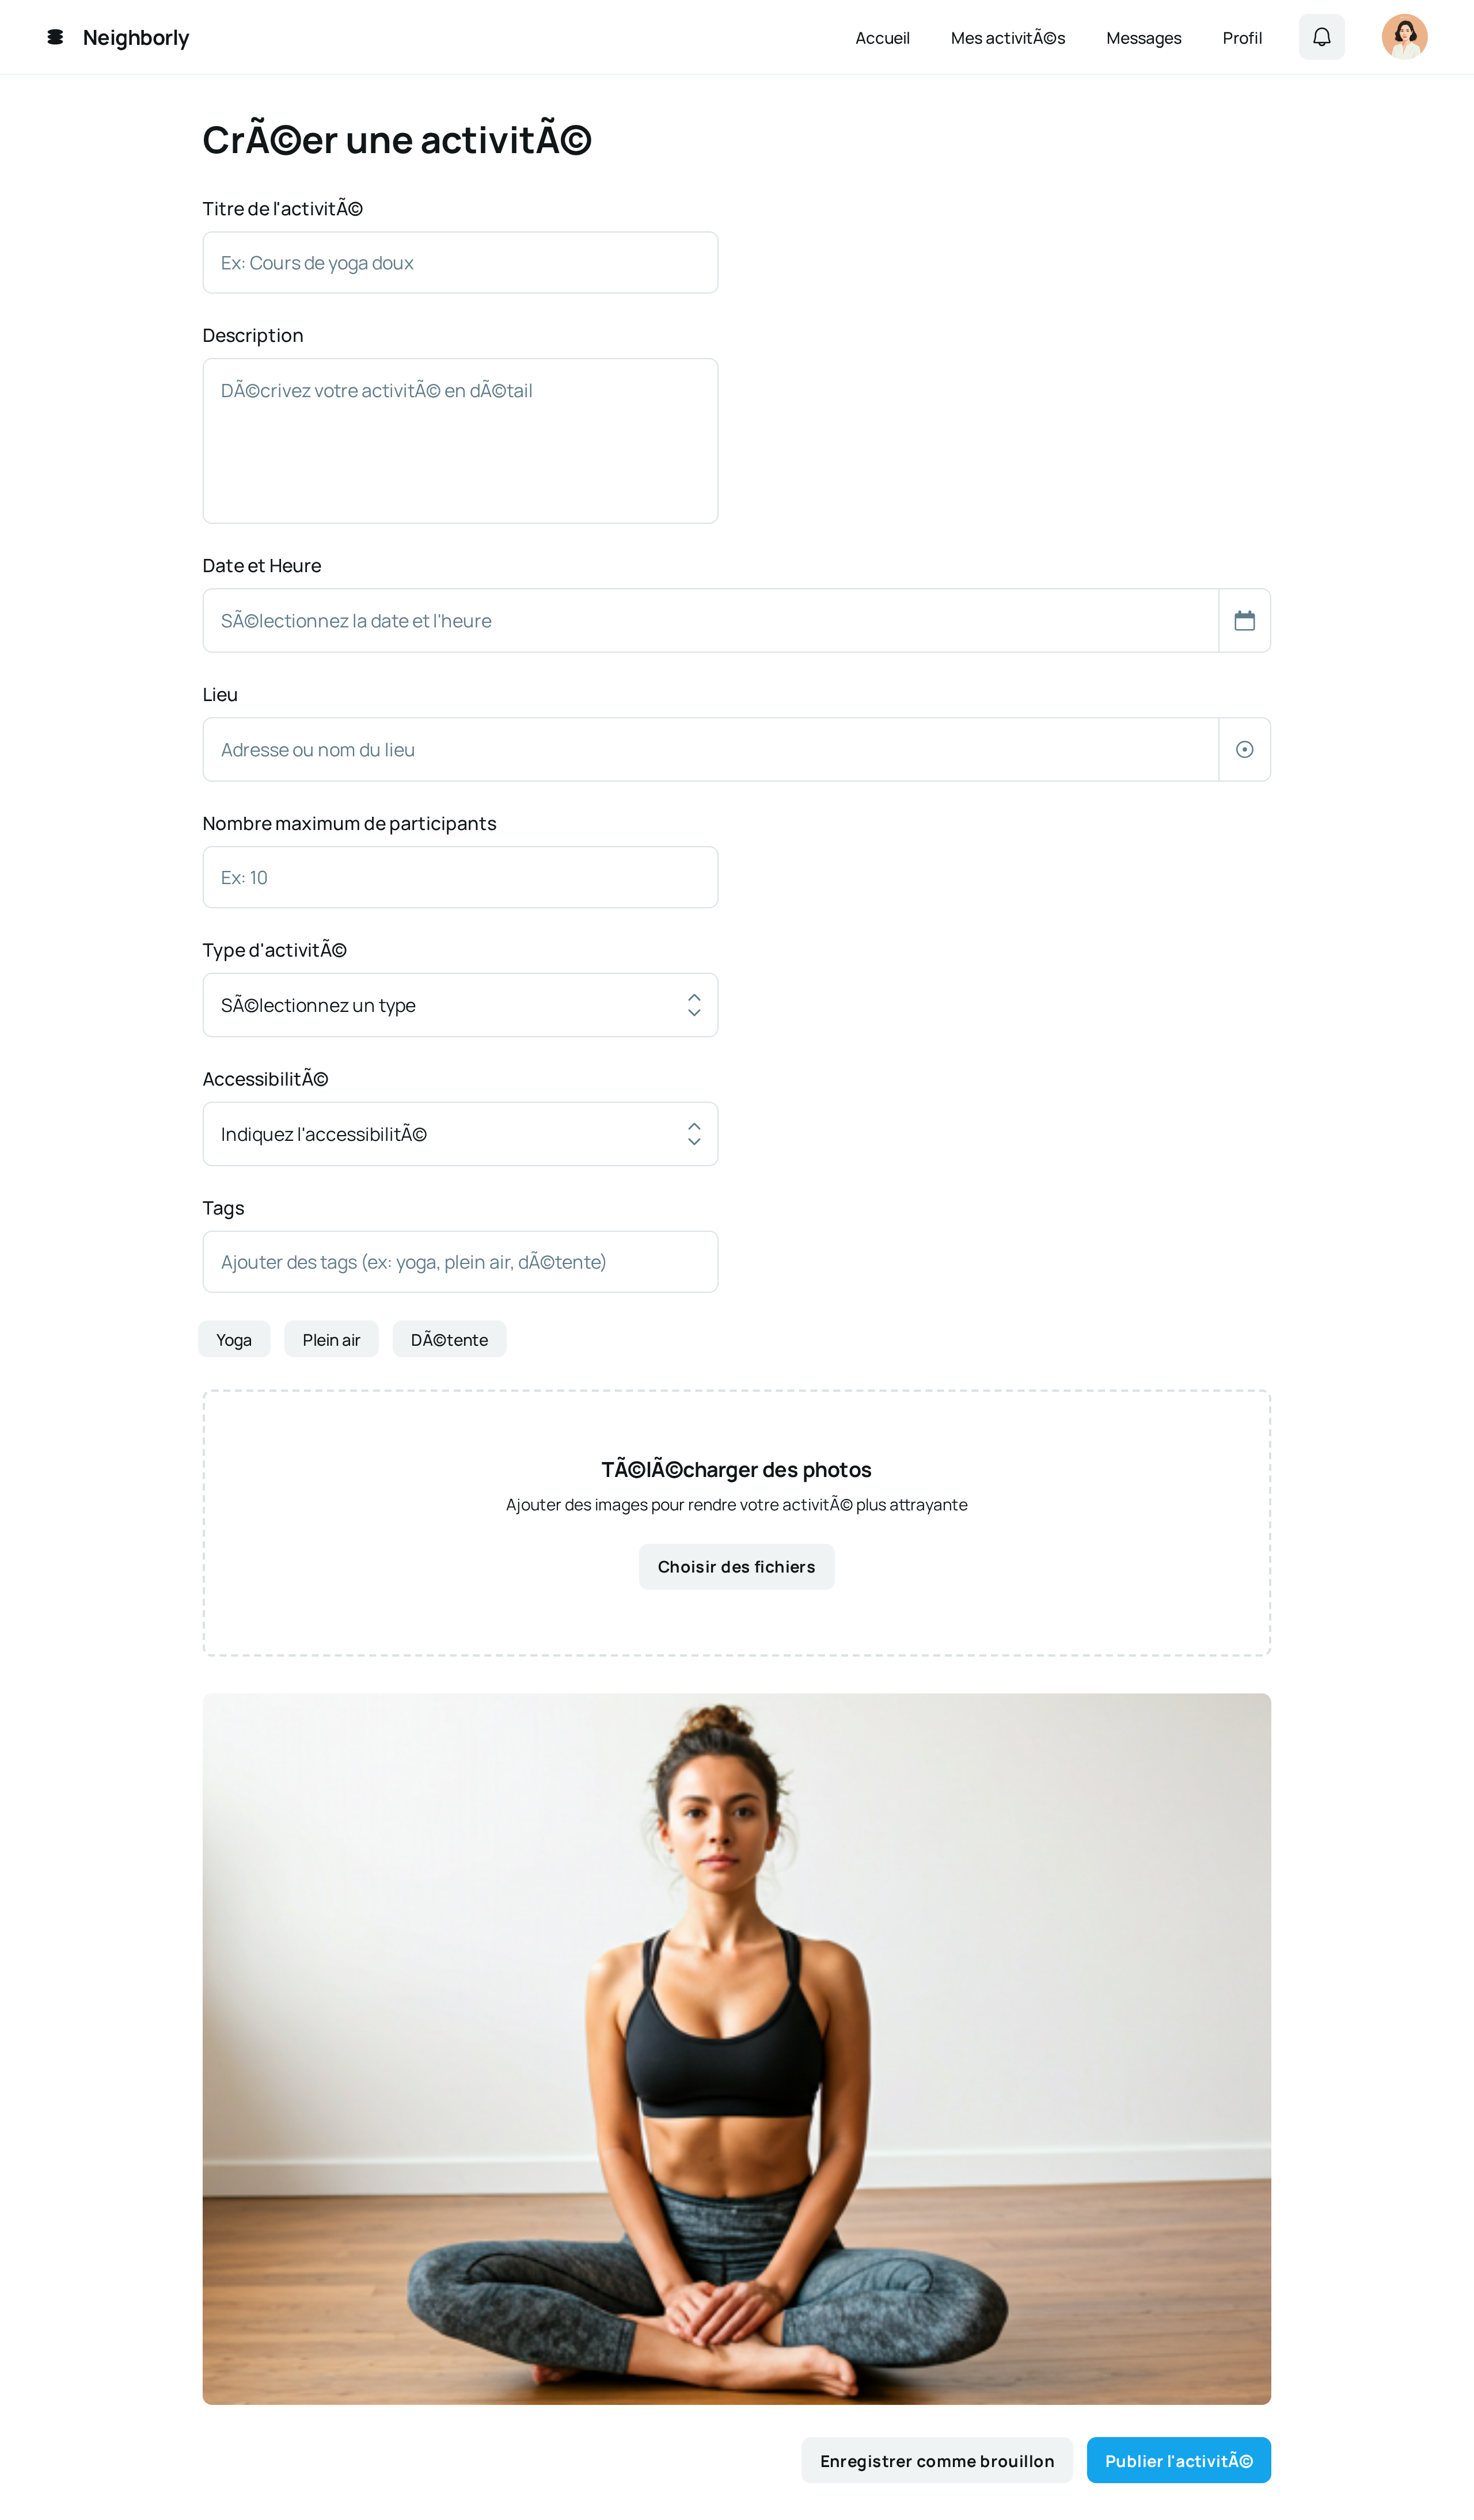 Neighborly
Accueil
Mes activitÃ©s
Messages
Profil
CrÃ©er une activitÃ©
Titre de l'activitÃ©
Ex: Cours de yoga doux
Description
DÃ©crivez votre activitÃ© en dÃ©tail
Date et Heure
SÃ©lectionnez la date et l'heure
Lieu
Adresse ou nom du lieu
Nombre maximum de participants
Ex: 10
Type d'activitÃ©
SÃ©lectionnez un type
AccessibilitÃ©
Indiquez l'accessibilitÃ©
Tags
Ajouter des tags (ex: yoga, plein air, dÃ©tente)
Yoga
Plein air
DÃ©tente
TÃ©lÃ©charger des photos
Ajouter des images pour rendre votre activitÃ© plus attrayante
Choisir des fichiers
Enregistrer comme brouillon
Publier l'activitÃ©